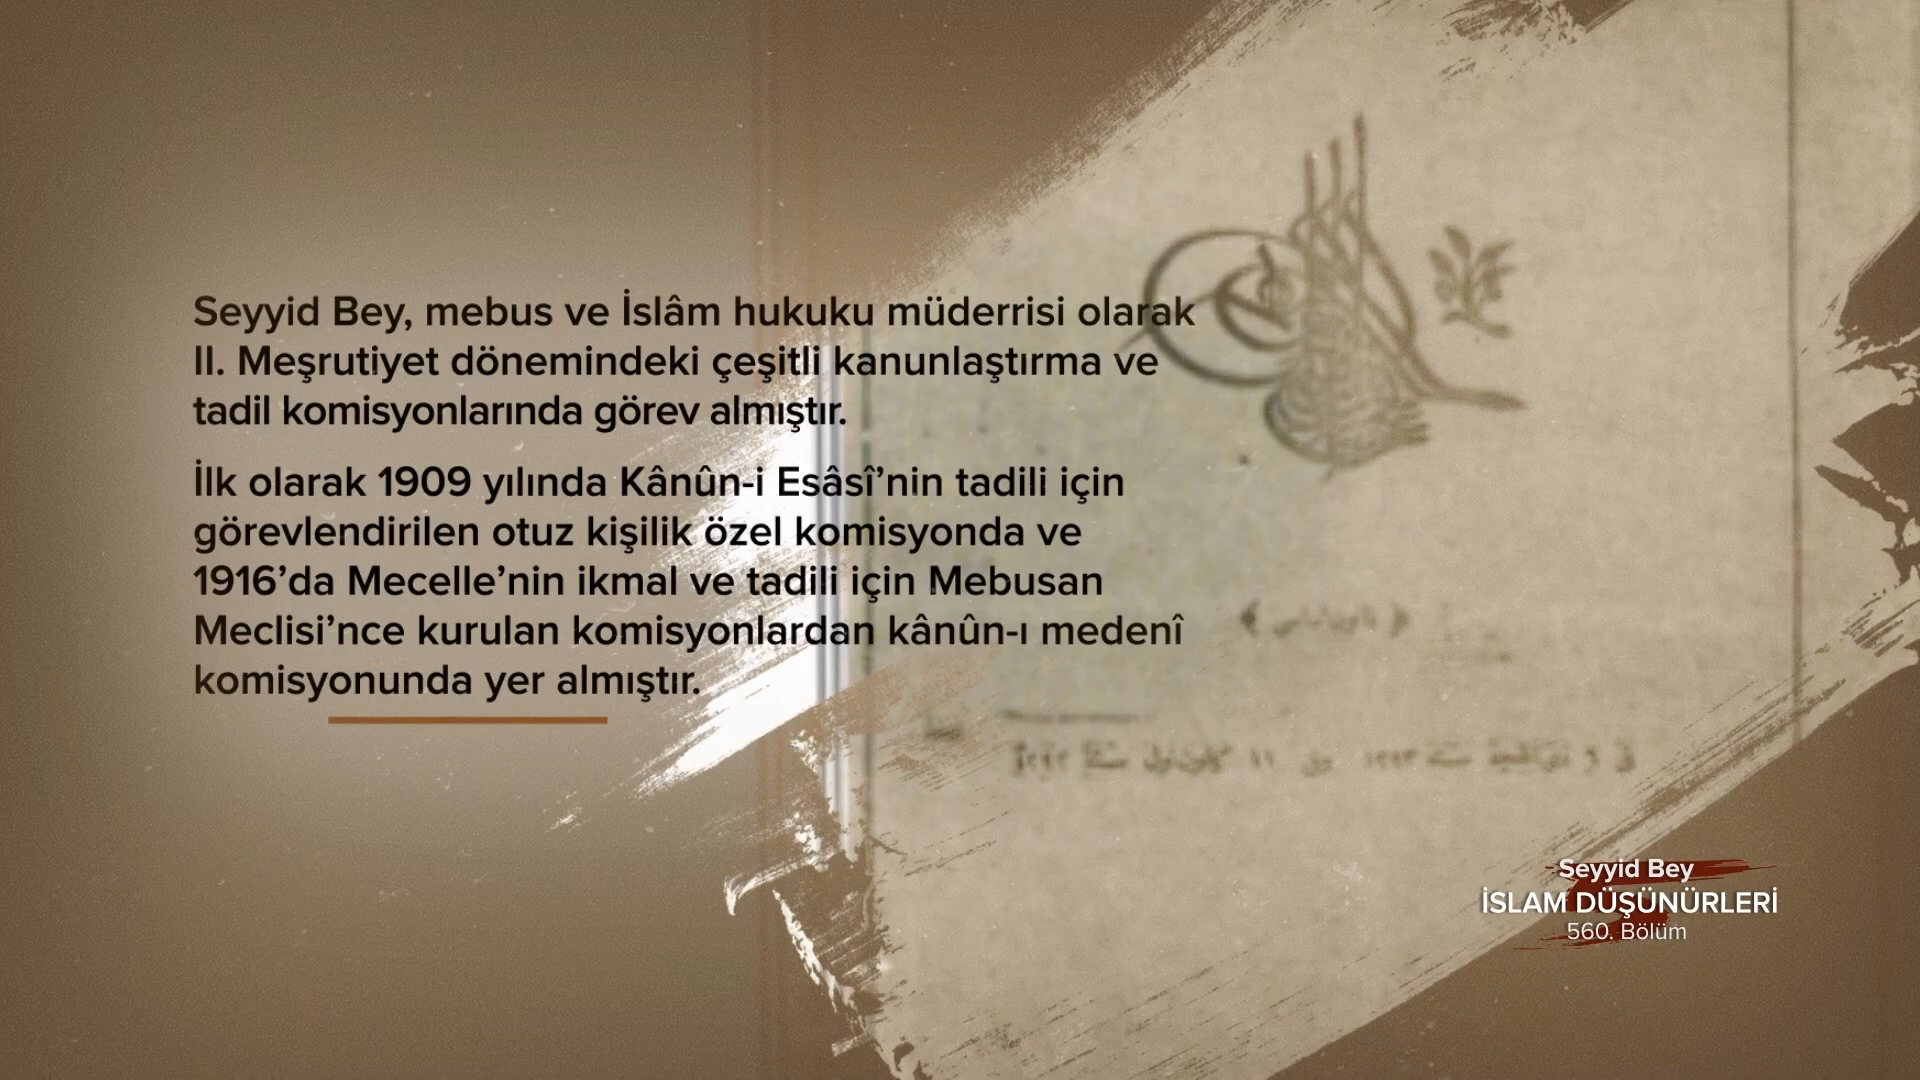 Seyyid Bey, mebus ve İslâm hukuku müderrisi olarak
II. Meşrutiyet dönemindeki çeşitli kanunlaştırma ve
tadil komisyonlarında görev almıştır.
İlk olarak 1909 yılında Kânûn-i Esâsî’nin tadili için
görevlendirilen otuz kişilik özel komisyonda ve
1916’da Mecelle’nin ikmal ve tadili için Mebusan
Meclisi’nce kurulan komisyonlardan kânûn-ı medenî
komisyonunda yer almıştır.
Seyyid Bey
İSLAM DÜŞÜNÜRLERİ
560. Bölüm